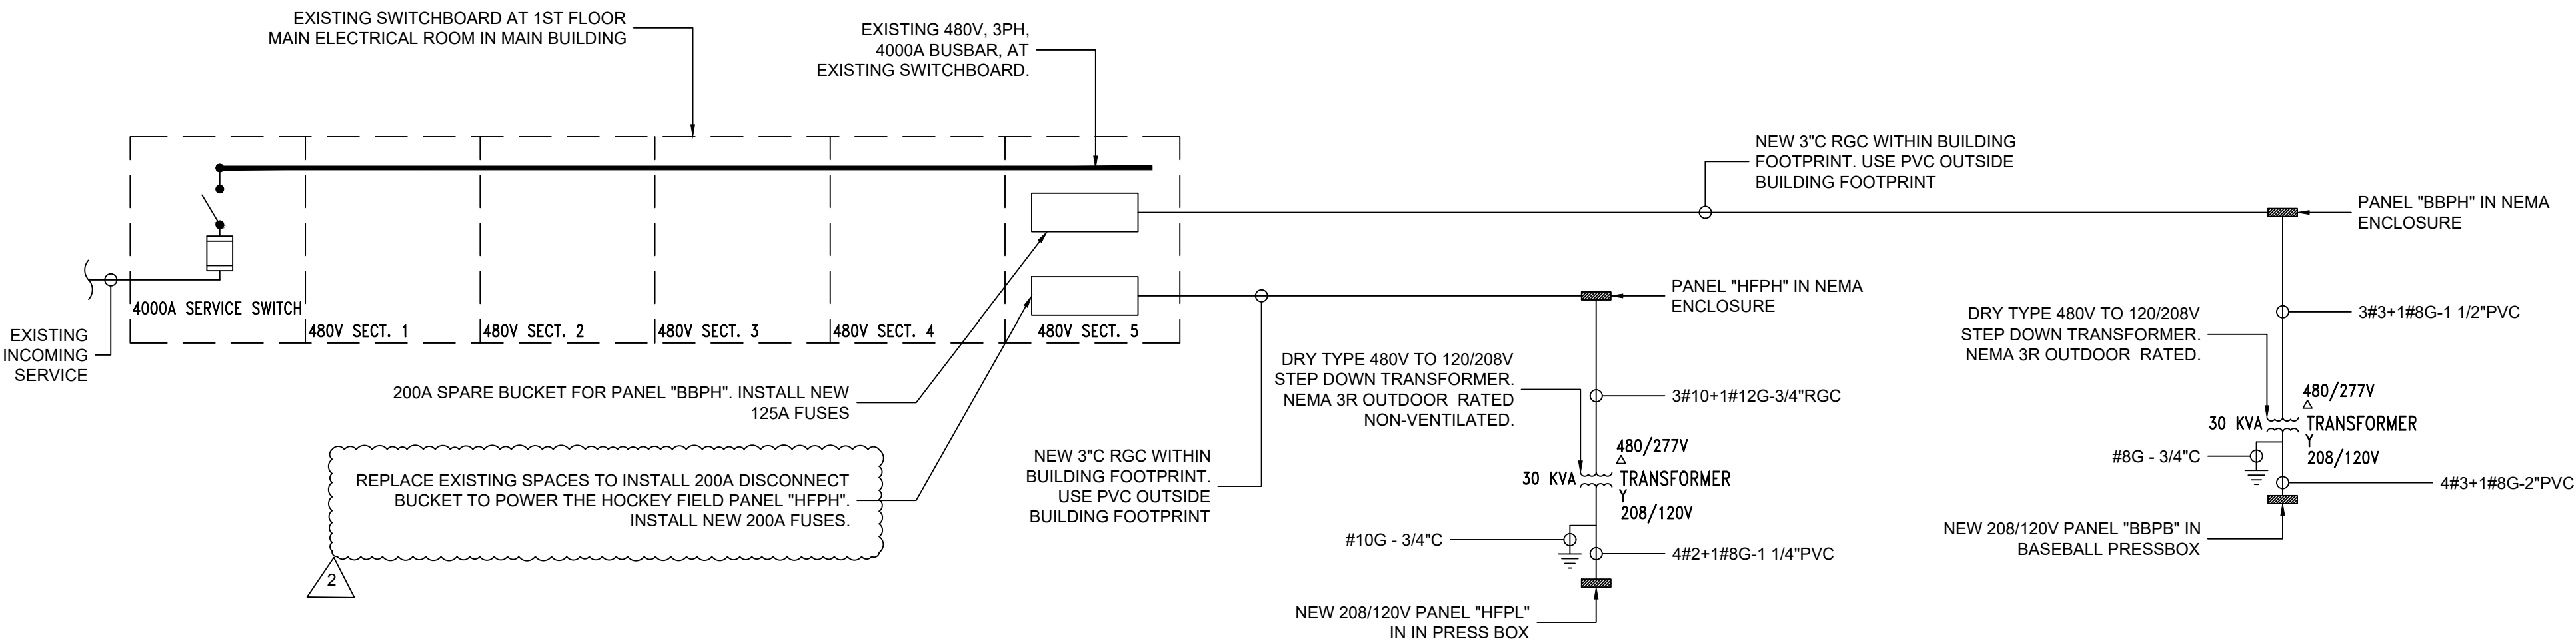 EXISTING SWITCHBOARD AT 1ST FLOOR
MAIN ELECTRICAL ROOM IN MAIN BUILDING
EXISTING 480V, 3PH,
4000A BUSBAR, AT
EXISTING SWITCHBOARD.
NEW 3"C RGC WITHIN BUILDING
FOOTPRINT. USE PVC OUTSIDE
BUILDING FOOTPRINT
PANEL "BBPH" IN NEMA
ENCLOSURE
4000A SERVICE SWITCH
480V SECT. 1
480V SECT. 2
480V SECT. 3
480V SECT. 4
480V SECT. 5
EXISTING
INCOMING
SERVICE
PANEL "HFPH" IN NEMA
ENCLOSURE
DRY TYPE 480V TO 120/208V
STEP DOWN TRANSFORMER.
NEMA 3R OUTDOOR  RATED.
3#3+1#8G-1 1/2"PVC
200A SPARE BUCKET FOR PANEL "BBPH". INSTALL NEW
125A FUSES
DRY TYPE 480V TO 120/208V
STEP DOWN TRANSFORMER.
NEMA 3R OUTDOOR  RATED
NON-VENTILATED.
3#10+1#12G-3/4"RGC
480/277V
△
30 KVA
TRANSFORMER
Y
208/120V
#8G - 3/4"C
4#3+1#8G-2"PVC
NEW 208/120V PANEL "BBPB" IN
BASEBALL PRESSBOX
REPLACE EXISTING SPACES TO INSTALL 200A DISCONNECT
BUCKET TO POWER THE HOCKEY FIELD PANEL "HFPH".
INSTALL NEW 200A FUSES.
2
NEW 3"C RGC WITHIN
BUILDING FOOTPRINT.
USE PVC OUTSIDE
BUILDING FOOTPRINT
480/277V
△
30 KVA
TRANSFORMER
Y
208/120V
#10G - 3/4"C
4#2+1#8G-1 1/4"PVC
NEW 208/120V PANEL "HFPL"
IN IN PRESS BOX